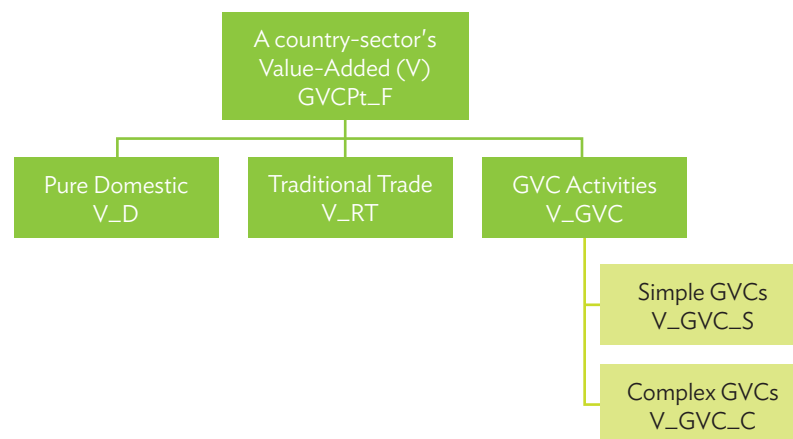 A country-sector's
Value-Added (V)
GVCPt_F
Pure Domestic
V_D
Traditional Trade
V_RT
GVC Activities
V_GVC
Simple GVCs
V_GVC_S
Complex GVCs
V_GVC_C